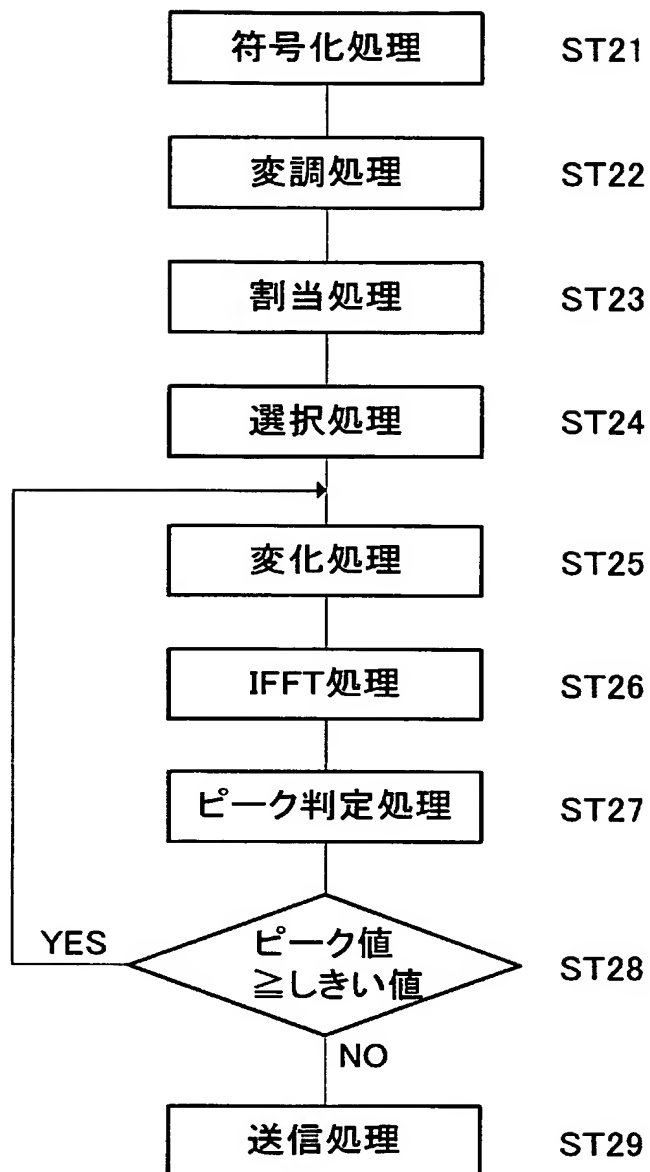 符号化処理 ST21
変調処理 ST22
割当処理 ST23
選択処理 ST24
変化処理 ST25
IFFT処理 ST26
ピーク判定処理 ST27
YES
ピーク値
≧しきい値
ST28
NO
送信処理 ST29